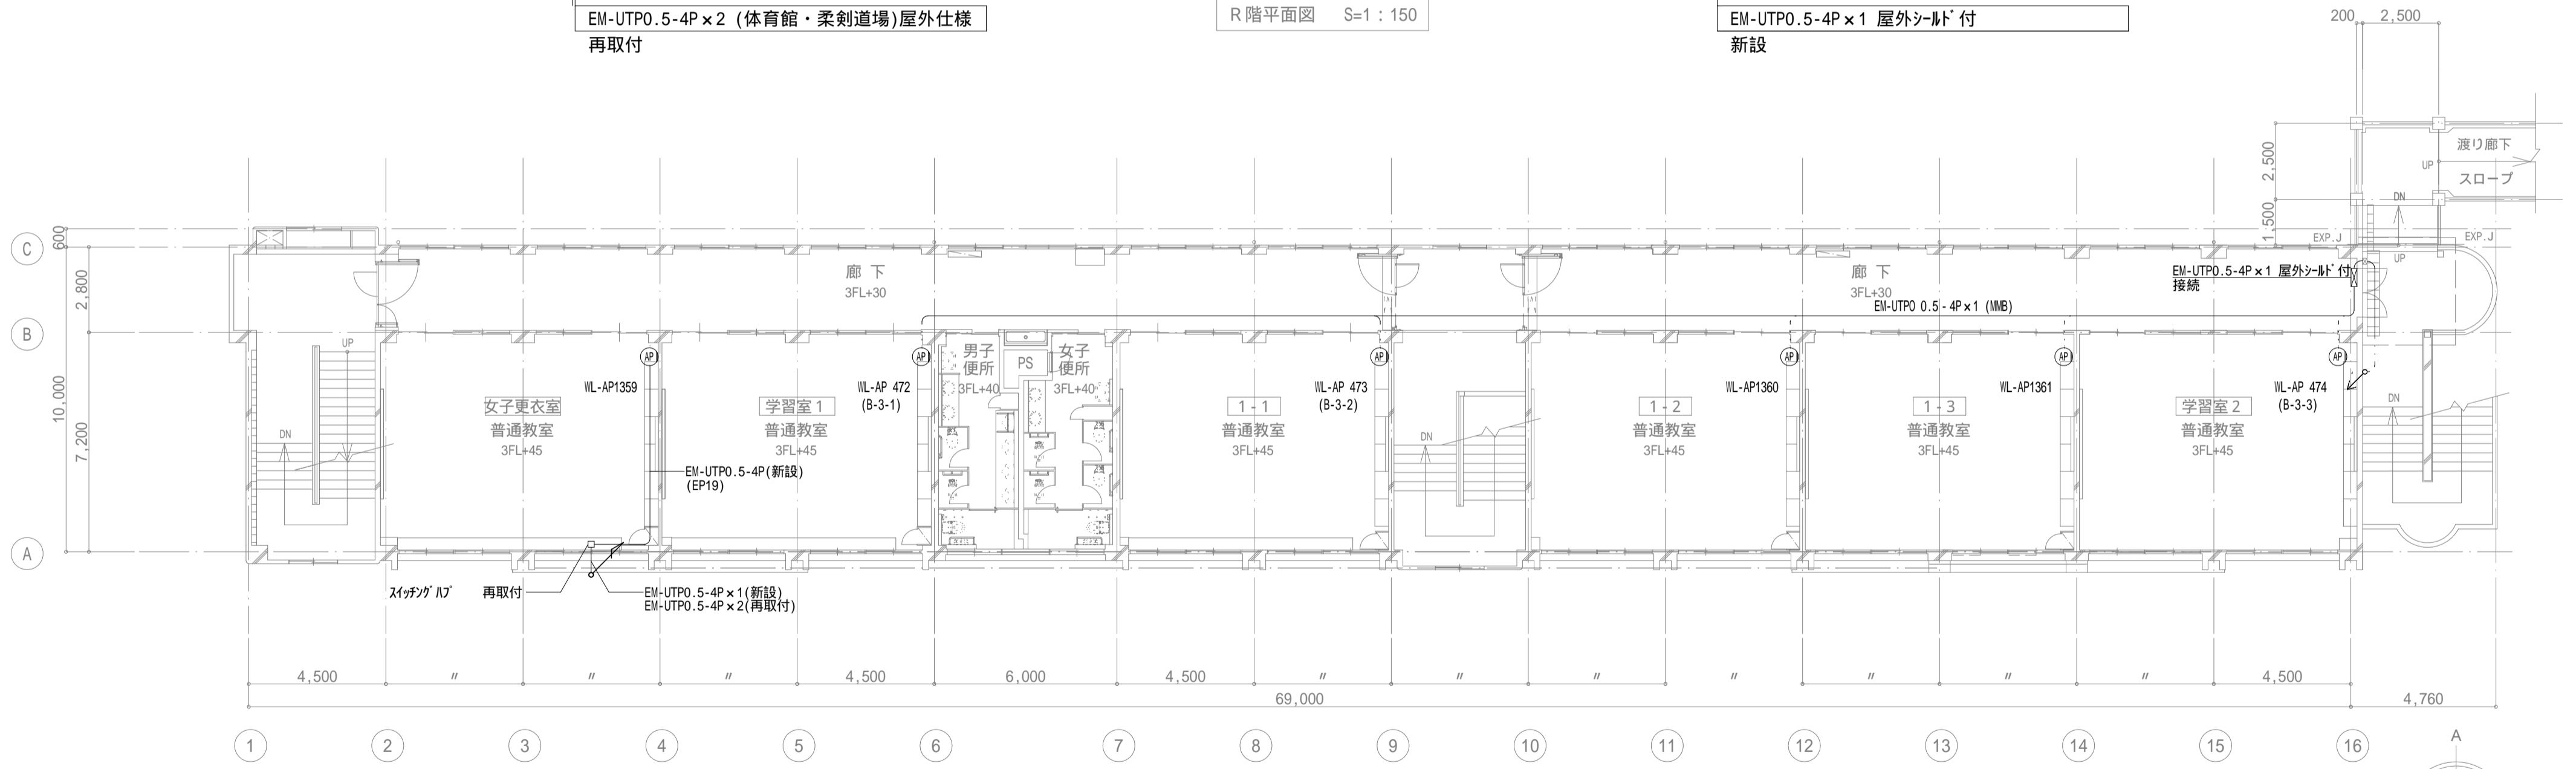 EM-UTP0.5-4P×2 (体育館・柔剣道場)屋外仕様
再取付
R階平面図 S=1：150
EM-UTP0.5-4P×1 屋外ｼｰﾙﾄﾞ付
新設
200
2,500
渡り廊下
UP
スロープ
2,500
DN
1,500
EXP.J
EXP.J
UP
C
600
廊下
3FL+30
廊下
3FL+30
EM-UTP0.5-4P×1 屋外ｼｰﾙﾄﾞ付
接続
EM-UTP0 0.5-4P×1 (MMB)
2,800
B
UP
AP
AP
男子
便所
3FL+40
PS
女子
便所
3FL+40
AP
AP
AP
AP
WL-AP1359
WL-AP 472
(B-3-1)
WL-AP 473
(B-3-2)
WL-AP1360
WL-AP1361
WL-AP 474
(B-3-3)
10,000
7,200
女子更衣室
普通教室
3FL+45
学習室1
普通教室
3FL+45
1-1
普通教室
3FL+45
1-2
普通教室
3FL+45
1-3
普通教室
3FL+45
学習室2
普通教室
3FL+45
DN
DN
DN
EM-UTP0.5-4P(新設)
(EP19)
A
ｽｲｯﾁﾝｸﾞﾊﾌﾞ 再取付
EM-UTP0.5-4P×1(新設)
EM-UTP0.5-4P×2(再取付)
4,500 〃 〃 〃 4,500 6,000 4,500 〃 〃 〃 〃 〃 〃 〃 4,500
69,000
4,760
1 2 3 4 5 6 7 8 9 10 11 12 13 14 15 16
A